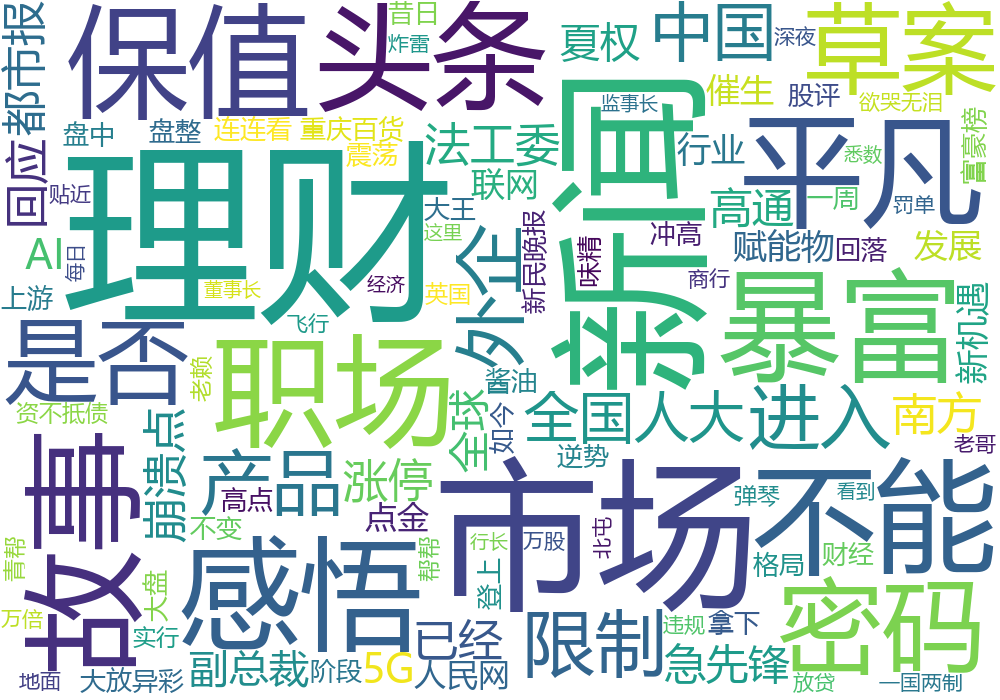 南方都市报
保值
头条
昔日
炸雷
夏权
中国
深夜
草案
盘中
盘整
连连看
重庆百货
震荡
法工委
新闻
监事长
催生
股评
欲哭无泪
回应
贴近
理财
联网
大王
这里
行业
平凡
悉数
富豪榜
高通
一周
罚单
AI
每日
董事长
经济
英国
外企
新民晚报
味精
冲高
商行
赋能物
回落
发展
上游
飞行
是否
职场
老赖
酱油
暴富
新机遇
资不抵债
全球
如今
全国人大
进入
南方
老哥
故事
崩溃点
产品
高点
涨停
逆势
市场
不能
弹琴
看到
不变
点金
青帮
感悟
帮帮
行长
万股
北屯
格局
财经
万倍
大盘
实行
登上
限制
违规
拿下
密码
地面
大放异彩
副总裁
阶段
5G
已经
人民网
急先锋
放贷
一国两制